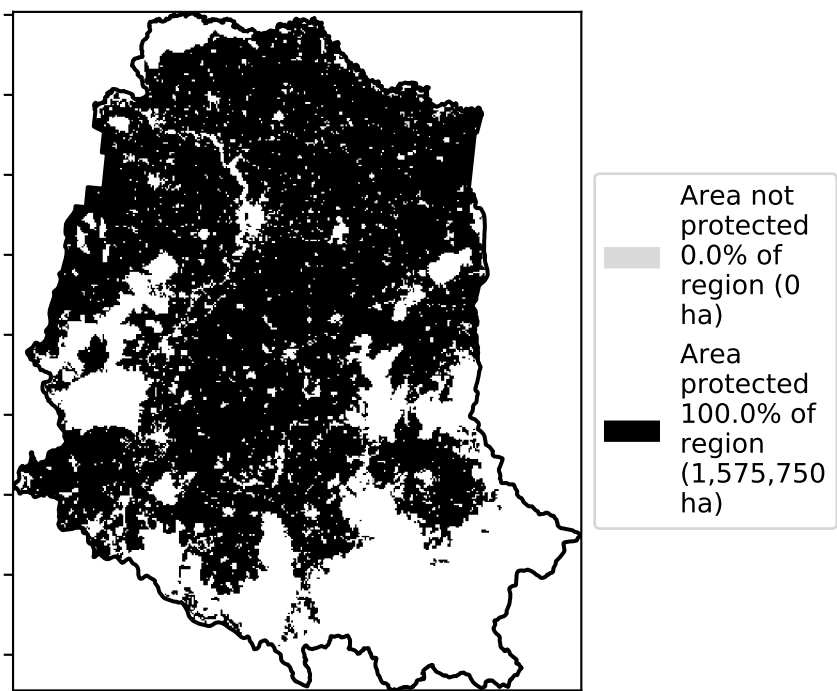 Area not
protected
0.0% of
region (0
ha)
Area
protected
100.0% of
region
(1,575,750
ha)